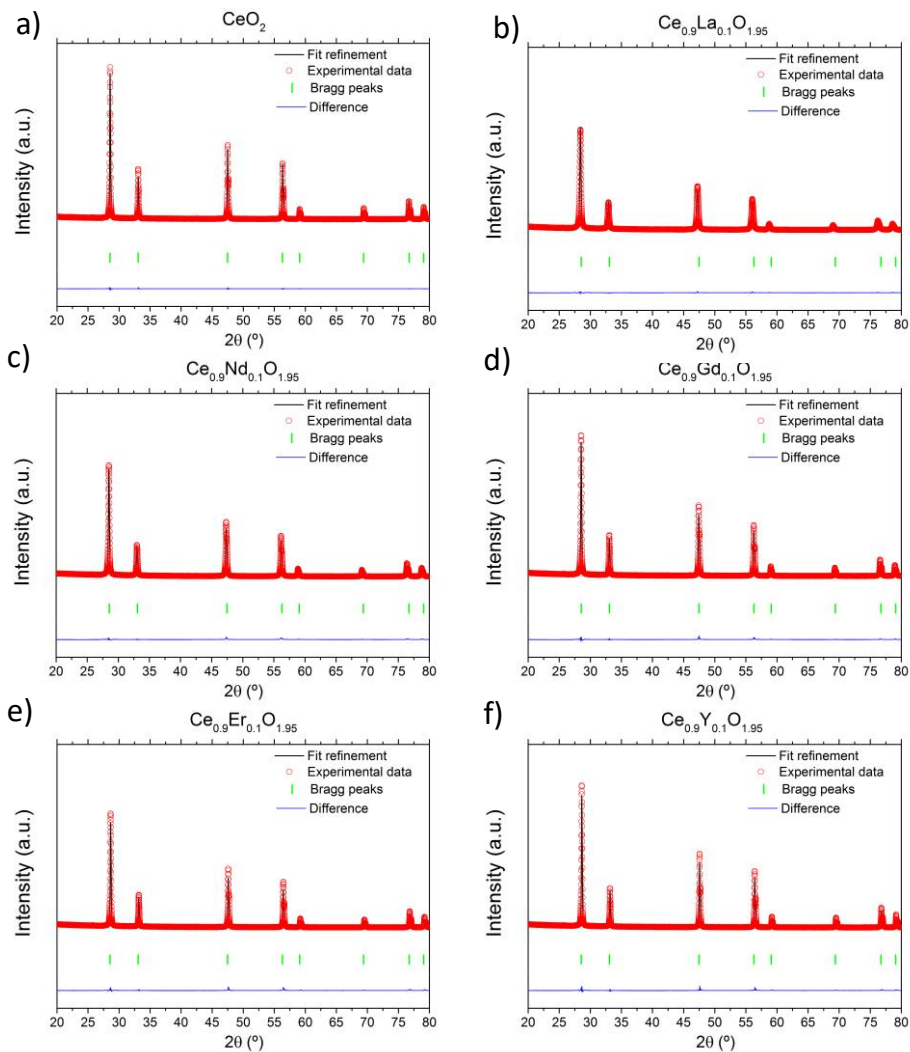 a)
CeO₂
Intensity (a.u.)
Fit refinement
Experimental data
Bragg peaks
Difference
20 25 30 35 40 45 50 55 60 65 70 75 80
2θ (º)
b)
Ce₀.₉La₀.₁O₁.₉₅
Intensity (a.u.)
Fit refinement
Experimental data
Bragg peaks
Difference
20 25 30 35 40 45 50 55 60 65 70 75 80
2θ (º)
c)
Ce₀.₉Nd₀.₁O₁.₉₅
Intensity (a.u.)
Fit refinement
Experimental data
Bragg peaks
Difference
20 25 30 35 40 45 50 55 60 65 70 75 80
2θ (º)
d)
Ce₀.₉Gd₀.₁O₁.₉₅
Intensity (a.u.)
Fit refinement
Experimental data
Bragg peaks
Difference
20 25 30 35 40 45 50 55 60 65 70 75 80
2θ (º)
e)
Ce₀.₉Er₀.₁O₁.₉₅
Intensity (a.u.)
Fit refinement
Experimental data
Bragg peaks
Difference
20 25 30 35 40 45 50 55 60 65 70 75 80
2θ (º)
f)
Ce₀.₉Y₀.₁O₁.₉₅
Intensity (a.u.)
Fit refinement
Experimental data
Bragg peaks
Difference
20 25 30 35 40 45 50 55 60 65 70 75 80
2θ (º)